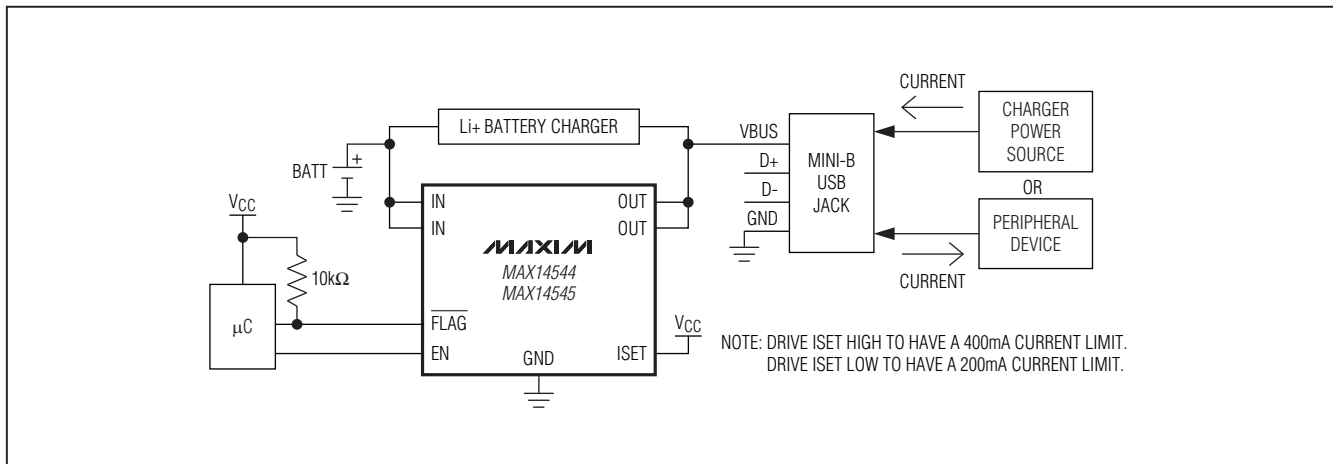 CURRENT
CHARGER
POWER
SOURCE
OR
PERIPHERAL
DEVICE
CURRENT
Li+ BATTERY CHARGER
VBUS
D+
D-
GND
MINI-B
USB
JACK
BATT
+
IN
IN
OUT
OUT
MAXIM
MAX14544
MAX14545
VCC
10kΩ
μC
FLAG
EN
GND
ISET
VCC
NOTE: DRIVE ISET HIGH TO HAVE A 400mA CURRENT LIMIT.
DRIVE ISET LOW TO HAVE A 200mA CURRENT LIMIT.